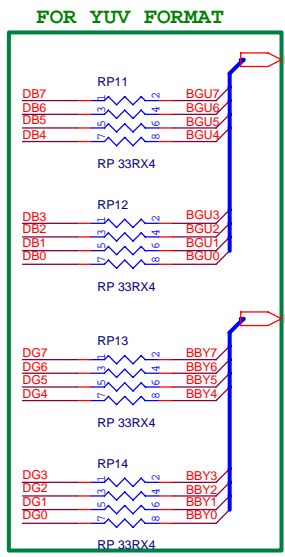 FOR YUV FORMAT
RP11
DB7 1 2 BGU7
DB6 3 4 BGU6
DB5 5 6 BGU5
DB4 7 8 BGU4
RP 33RX4
RP12
DB3 1 2 BGU3
DB2 3 4 BGU2
DB1 5 6 BGU1
DB0 7 8 BGU0
RP 33RX4
RP13
DG7 1 2 BBY7
DG6 3 4 BBY6
DG5 5 6 BBY5
DG4 7 8 BBY4
RP 33RX4
RP14
DG3 1 2 BBY3
DG2 3 4 BBY2
DG1 5 6 BBY1
DG0 7 8 BBY0
RP 33RX4